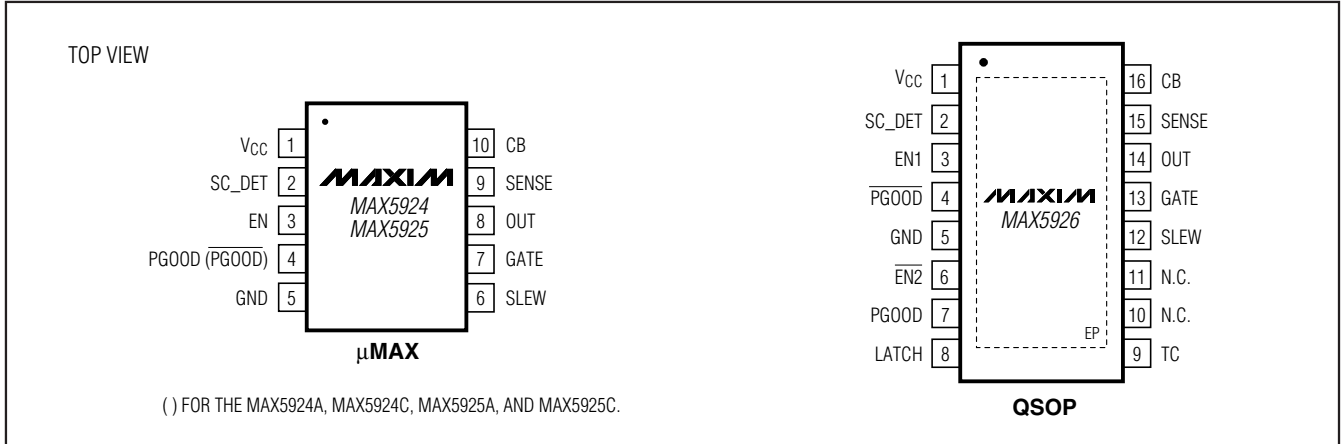 TOP VIEW
VCC 1
SC_DET 2
EN 3
PGOOD (PGOOD) 4
GND 5
10 CB
9 SENSE
8 OUT
7 GATE
6 SLEW
MAXIM
MAX5924
MAX5925
µMAX
( ) FOR THE MAX5924A, MAX5924C, MAX5925A, AND MAX5925C.
VCC 1
SC_DET 2
EN1 3
PGOOD 4
GND 5
EN2 6
PGOOD 7
LATCH 8
16 CB
15 SENSE
14 OUT
13 GATE
12 SLEW
11 N.C.
10 N.C.
9 TC
MAXIM
MAX5926
EP
QSOP